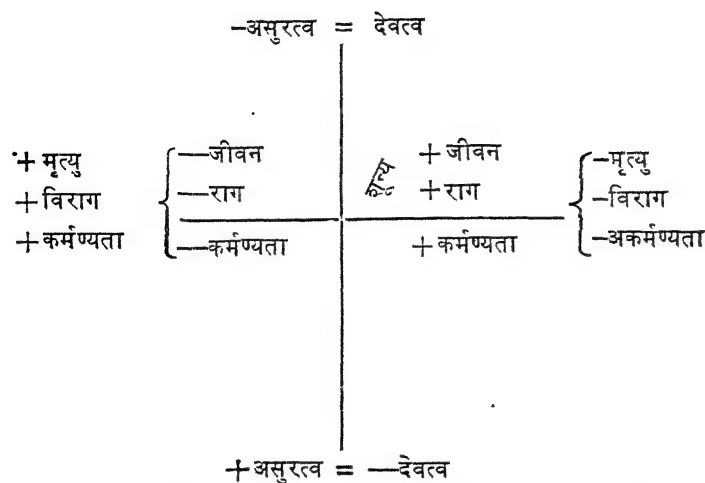 −असुरत्व = देवत्व
+ मृत्यु { —जीवन शून्य + जीवन { −मृत्यु
+ विराग —राग + राग −विराग
+ कर्मण्यता —कर्मण्यता + कर्मण्यता −अकर्मण्यता
+ असुरत्व = —देवत्व